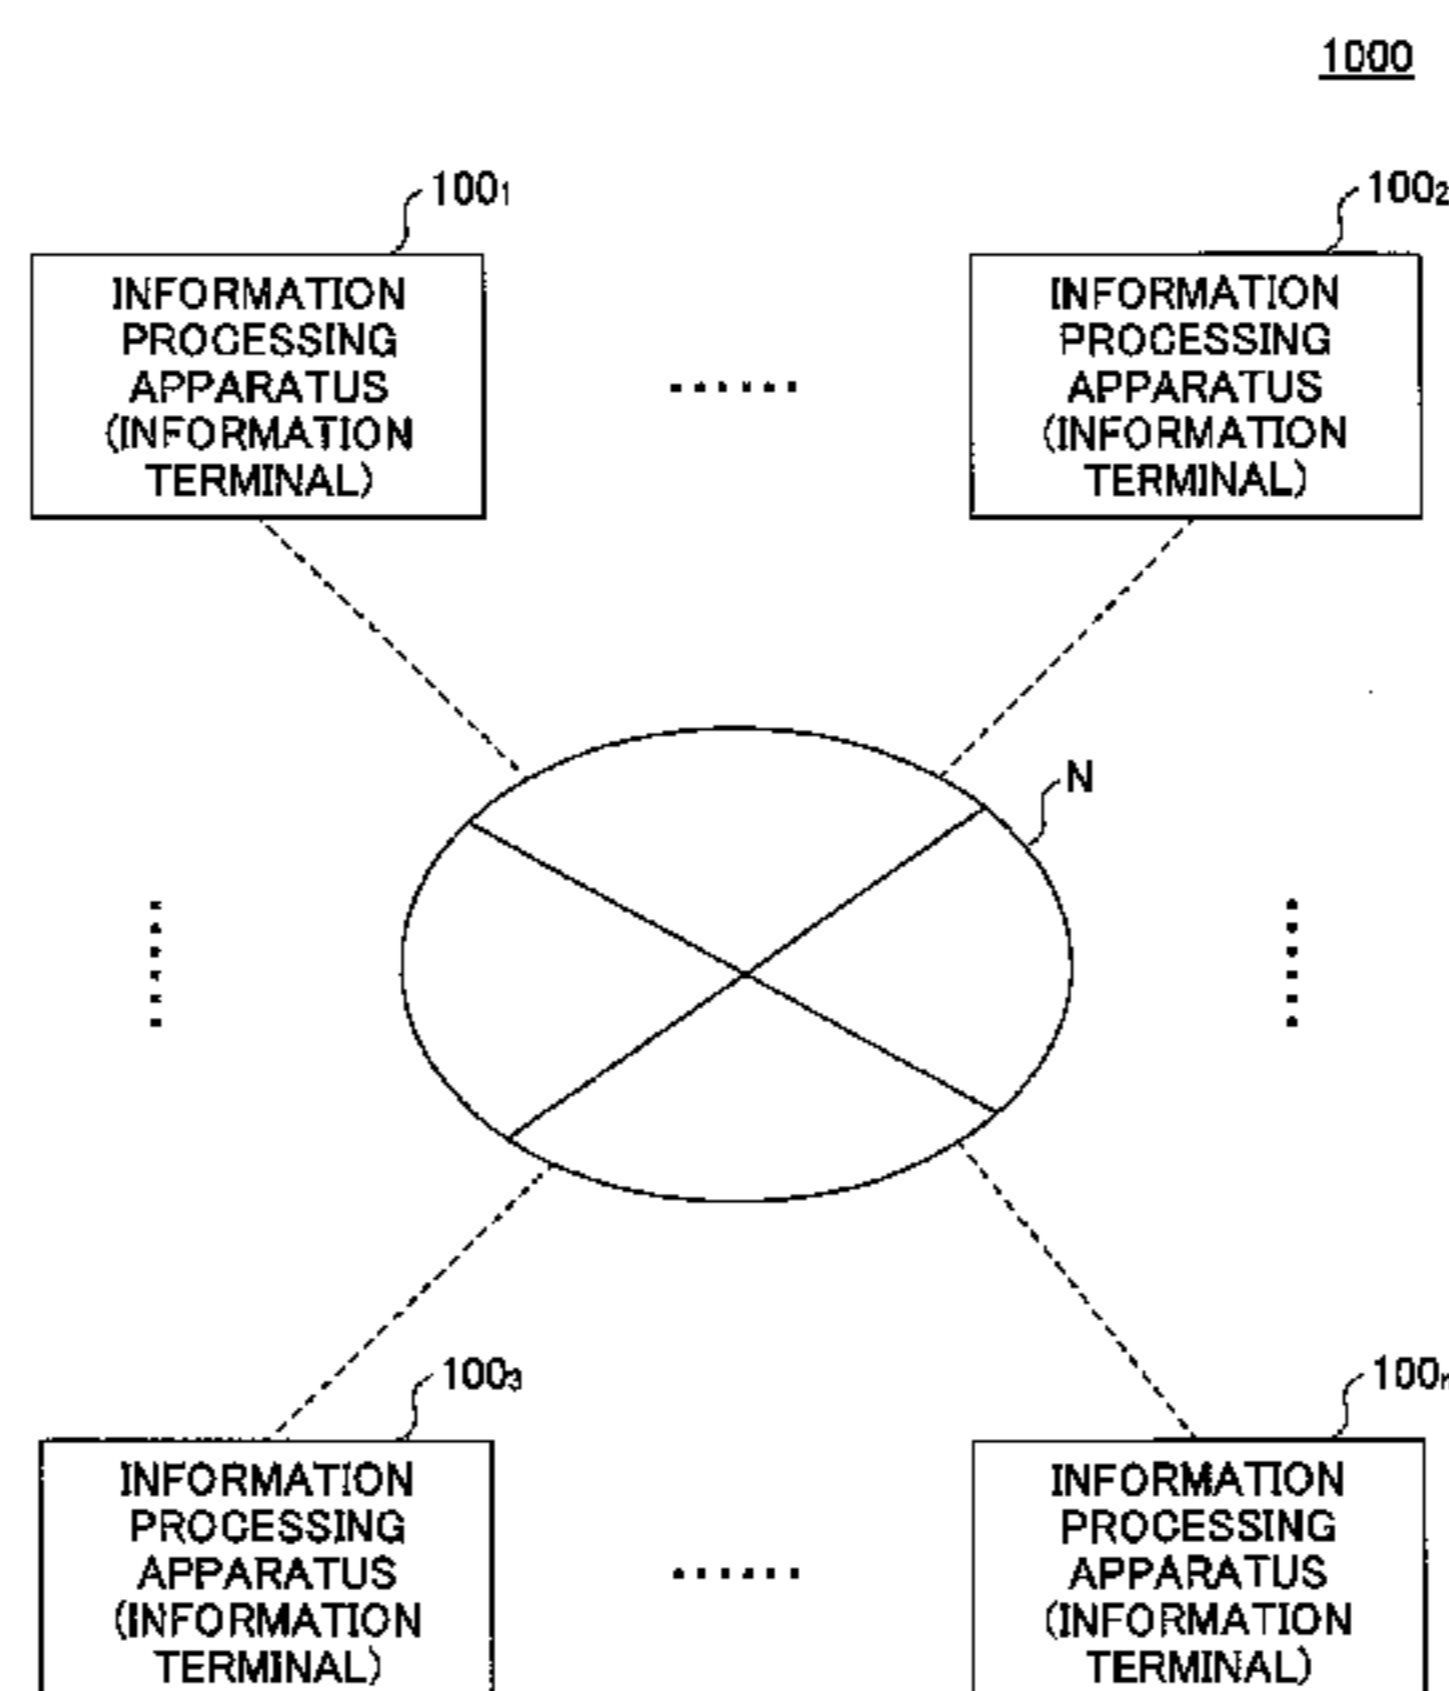 1000
100₁
100₂
INFORMATION
PROCESSING
APPARATUS
(INFORMATION
TERMINAL)
INFORMATION
PROCESSING
APPARATUS
(INFORMATION
TERMINAL)
N
100₃
100ₙ
INFORMATION
PROCESSING
APPARATUS
(INFORMATION
TERMINAL)
INFORMATION
PROCESSING
APPARATUS
(INFORMATION
TERMINAL)